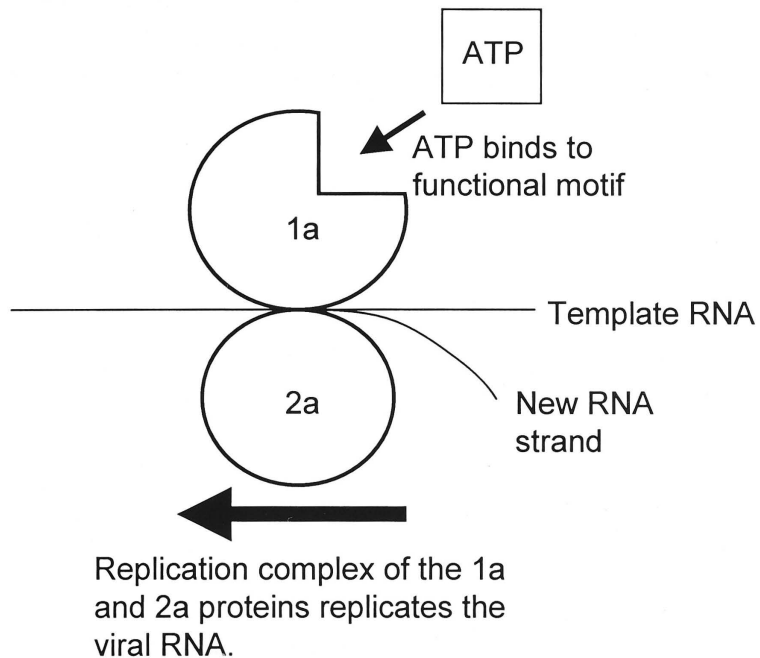 ATP
ATP binds to
functional motif
1a
Template RNA
2a
New RNA
strand
Replication complex of the 1a
and 2a proteins replicates the
viral RNA.